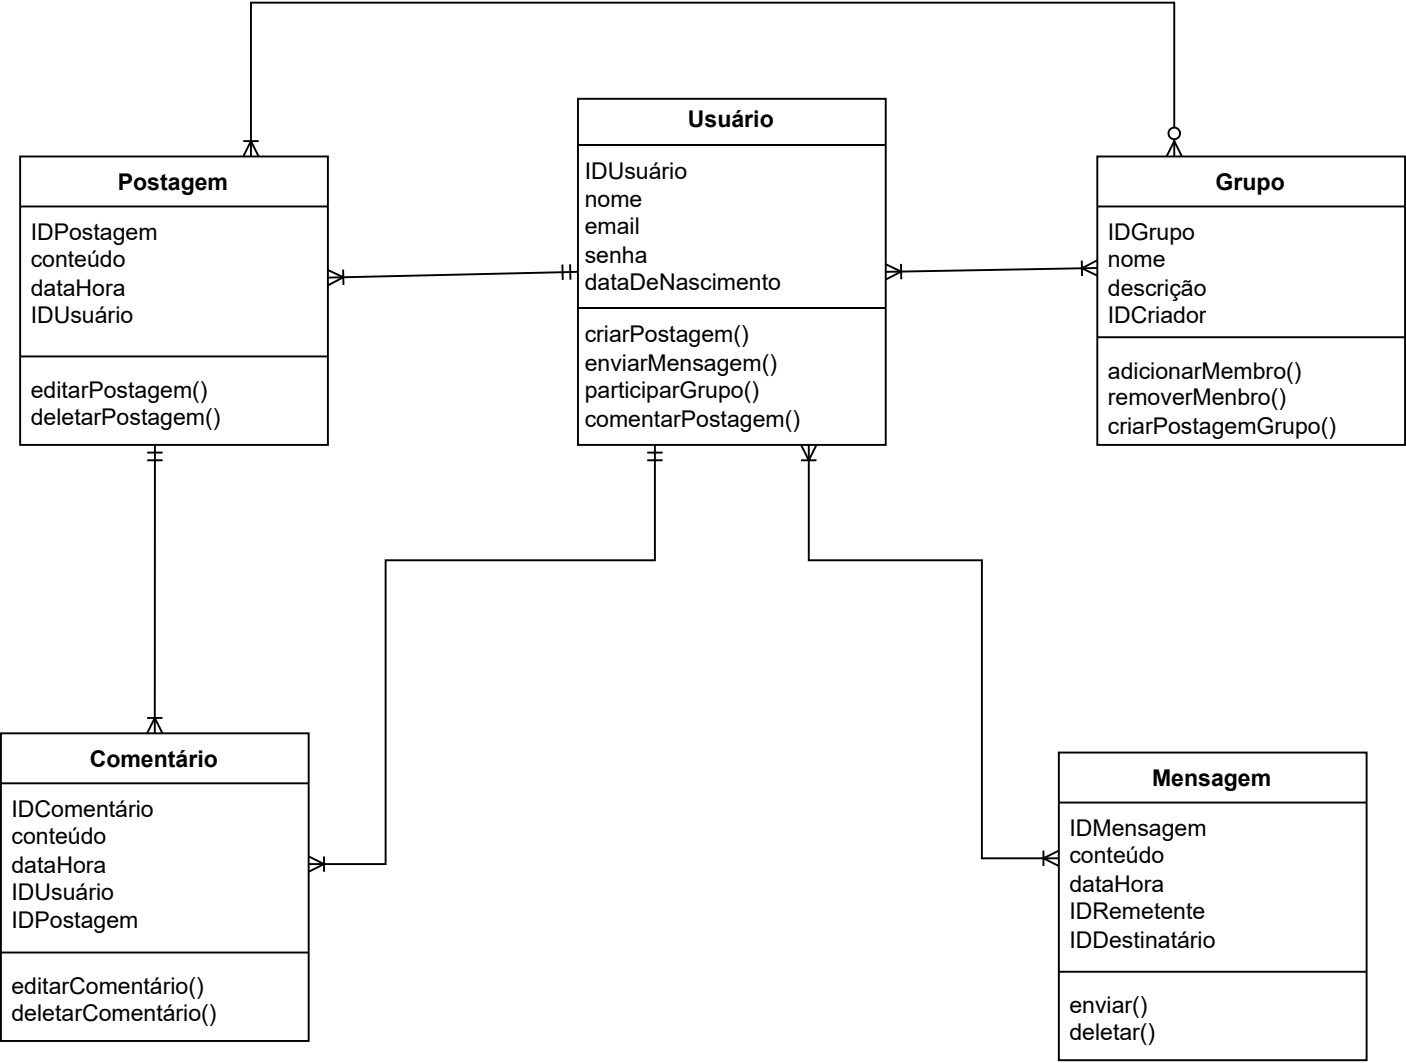 Usuário
IDUsuário
nome
email
senha
dataDeNascimento
criarPostagem()
enviarMensagem()
participarGrupo()
comentarPostagem()
Postagem
IDPostagem
conteúdo
dataHora
IDUsuário
editarPostagem()
deletarPostagem()
Grupo
IDGrupo
nome
descrição
IDCriador
adicionarMembro()
removerMenbro()
criarPostagemGrupo()
Comentário
IDComentário
conteúdo
dataHora
IDUsuário
IDPostagem
editarComentário()
deletarComentário()
Mensagem
IDMensagem
conteúdo
dataHora
IDRemetente
IDDestinatário
enviar()
deletar()